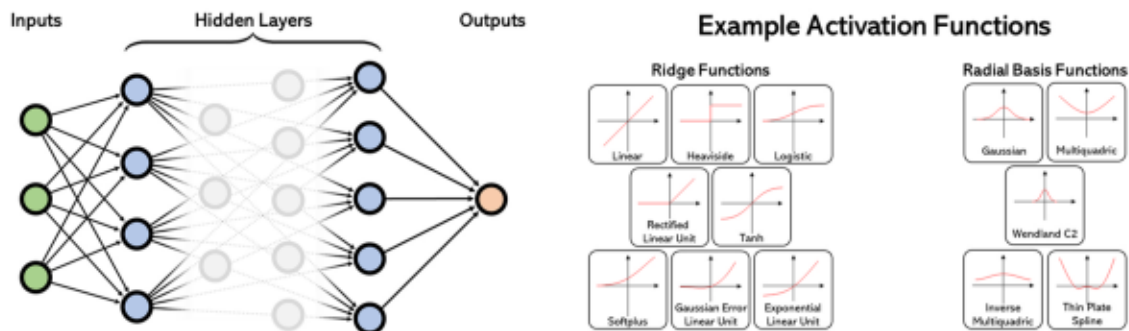 Inputs
Hidden Layers
Outputs
Example Activation Functions
Ridge Functions
Linear
Heaviside
Logistic
Rectified
Linear Unit
Tanh
Softplus
Gaussian Error
Linear Unit
Exponential
Linear Unit
Radial Basis Functions
Gaussian
Multiquadric
Wendland C2
Inverse
Multiquadric
Thin Plate
Spline